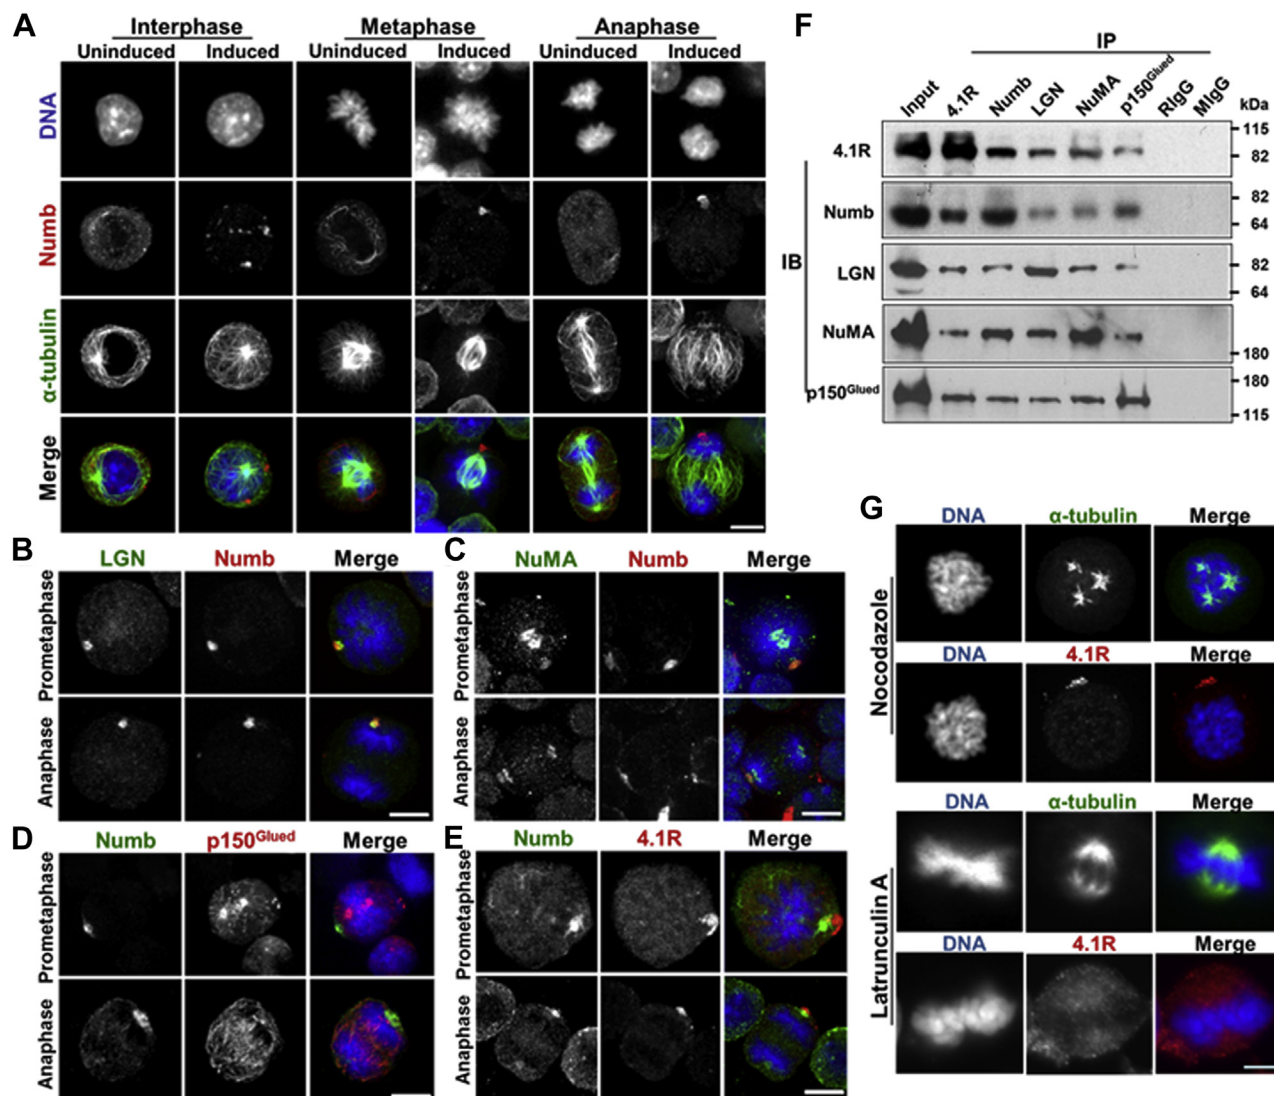 A
Interphase Metaphase Anaphase
Uninduced Induced Uninduced Induced Uninduced Induced
DNA
Numb
α-tubulin
Merge
B
LGN Numb Merge
Prometaphase
Anaphase
C
NuMA Numb Merge
Prometaphase
Anaphase
D
Numb p150Glued Merge
Prometaphase
Anaphase
E
Numb 4.1R Merge
Prometaphase
Anaphase
F
IP
Input 4.1R Numb LGN NuMA p150Glued RIgG MIgG
kDa
IB
4.1R
115
82
Numb
82
64
LGN
82
64
NuMA
180
p150Glued
180
115
G
DNA α-tubulin Merge
Nocodazole
DNA 4.1R Merge
DNA α-tubulin Merge
Latrunculin A
DNA 4.1R Merge